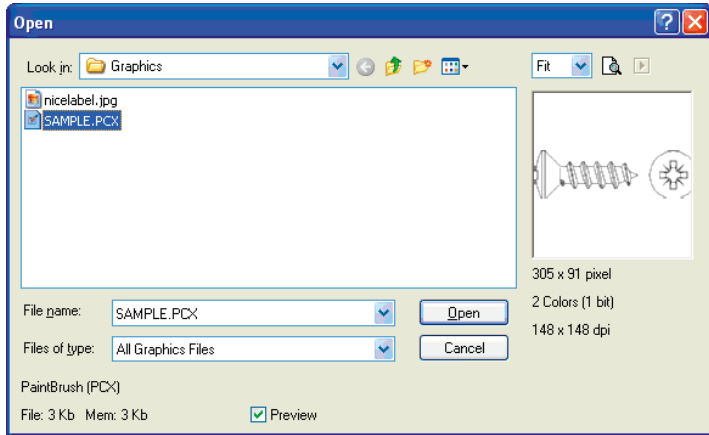 Open
Look in: Graphics Fit
nicelabel.jpg
SAMPLE.PCX
305 x 91 pixel
2 Colors (1 bit)
148 x 148 dpi
File name: SAMPLE.PCX Open
Files of type: All Graphics Files Cancel
PaintBrush (PCX)
File: 3 Kb Mem: 3 Kb Preview